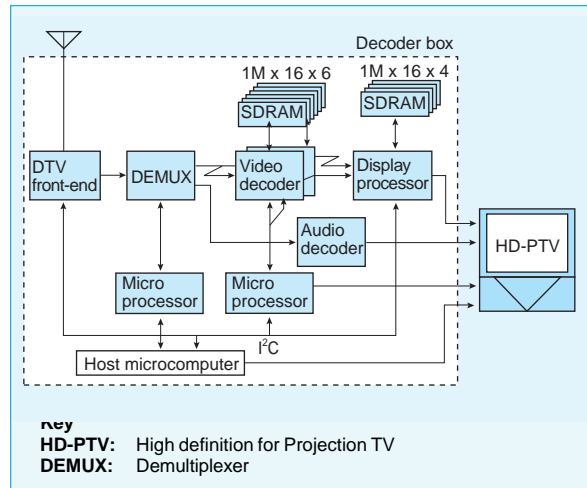 Decoder box
1M x 16 x 6
1M x 16 x 4
SDRAM
SDRAM
DTV
front-end
DEMUX
Video
decoder
Display
processor
Audio
decoder
HD-PTV
Micro
processor
Micro
processor
I²C
Host microcomputer
Key
HD-PTV: High definition for Projection TV
DEMUX: Demultiplexer